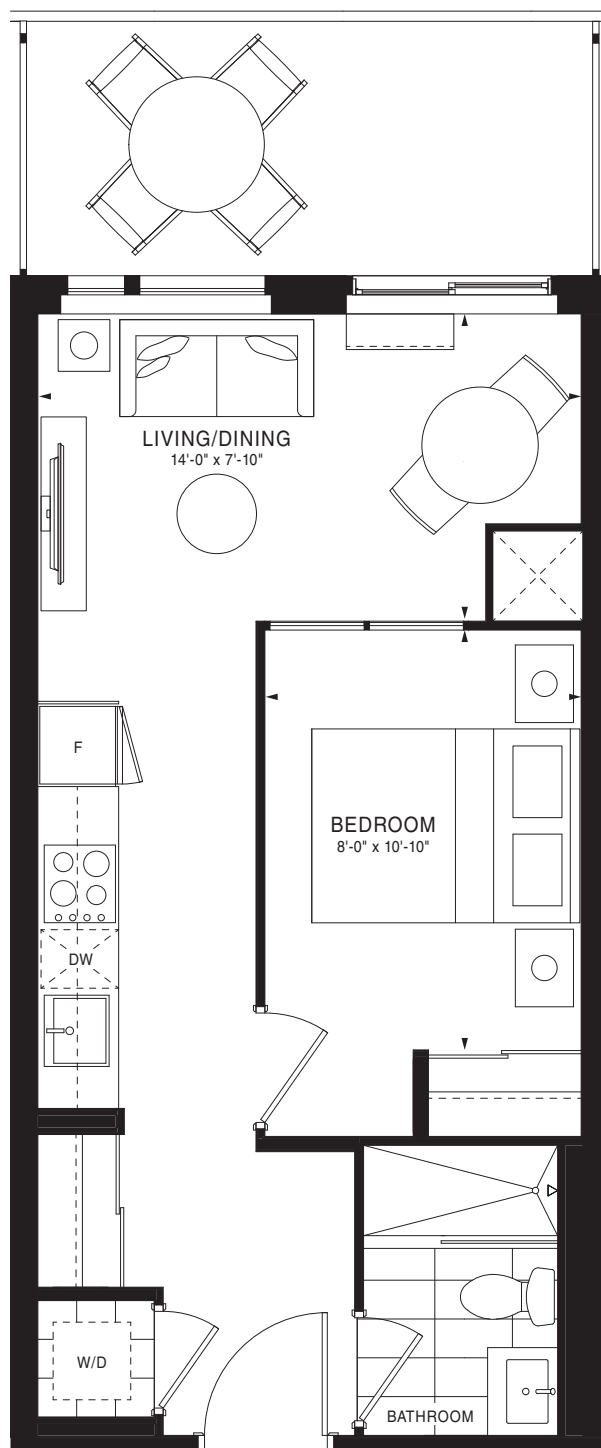 LIVING/DINING
14'-0" x 7'-10"
F
BEDROOM
8'-0" x 10'-10"
DW
W/D
BATHROOM